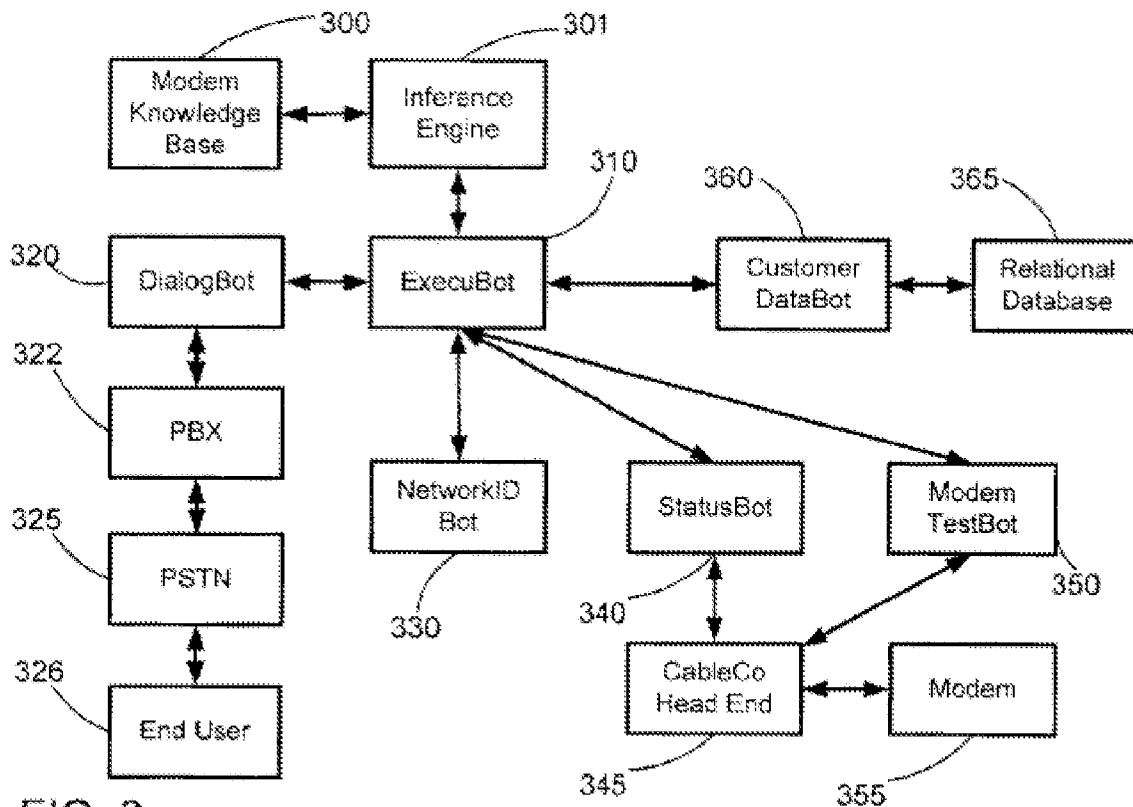 300
301
Modem
Knowledge
Base
Inference
Engine
310
360
365
320
DialogBot
ExecuBot
Customer
DataBot
Relational
Database
322
PBX
NetworkID
Bot
StatusBot
Modem
TestBot
325
PSTN
330
340
350
326
End User
CableCo
Head End
Modem
345
355